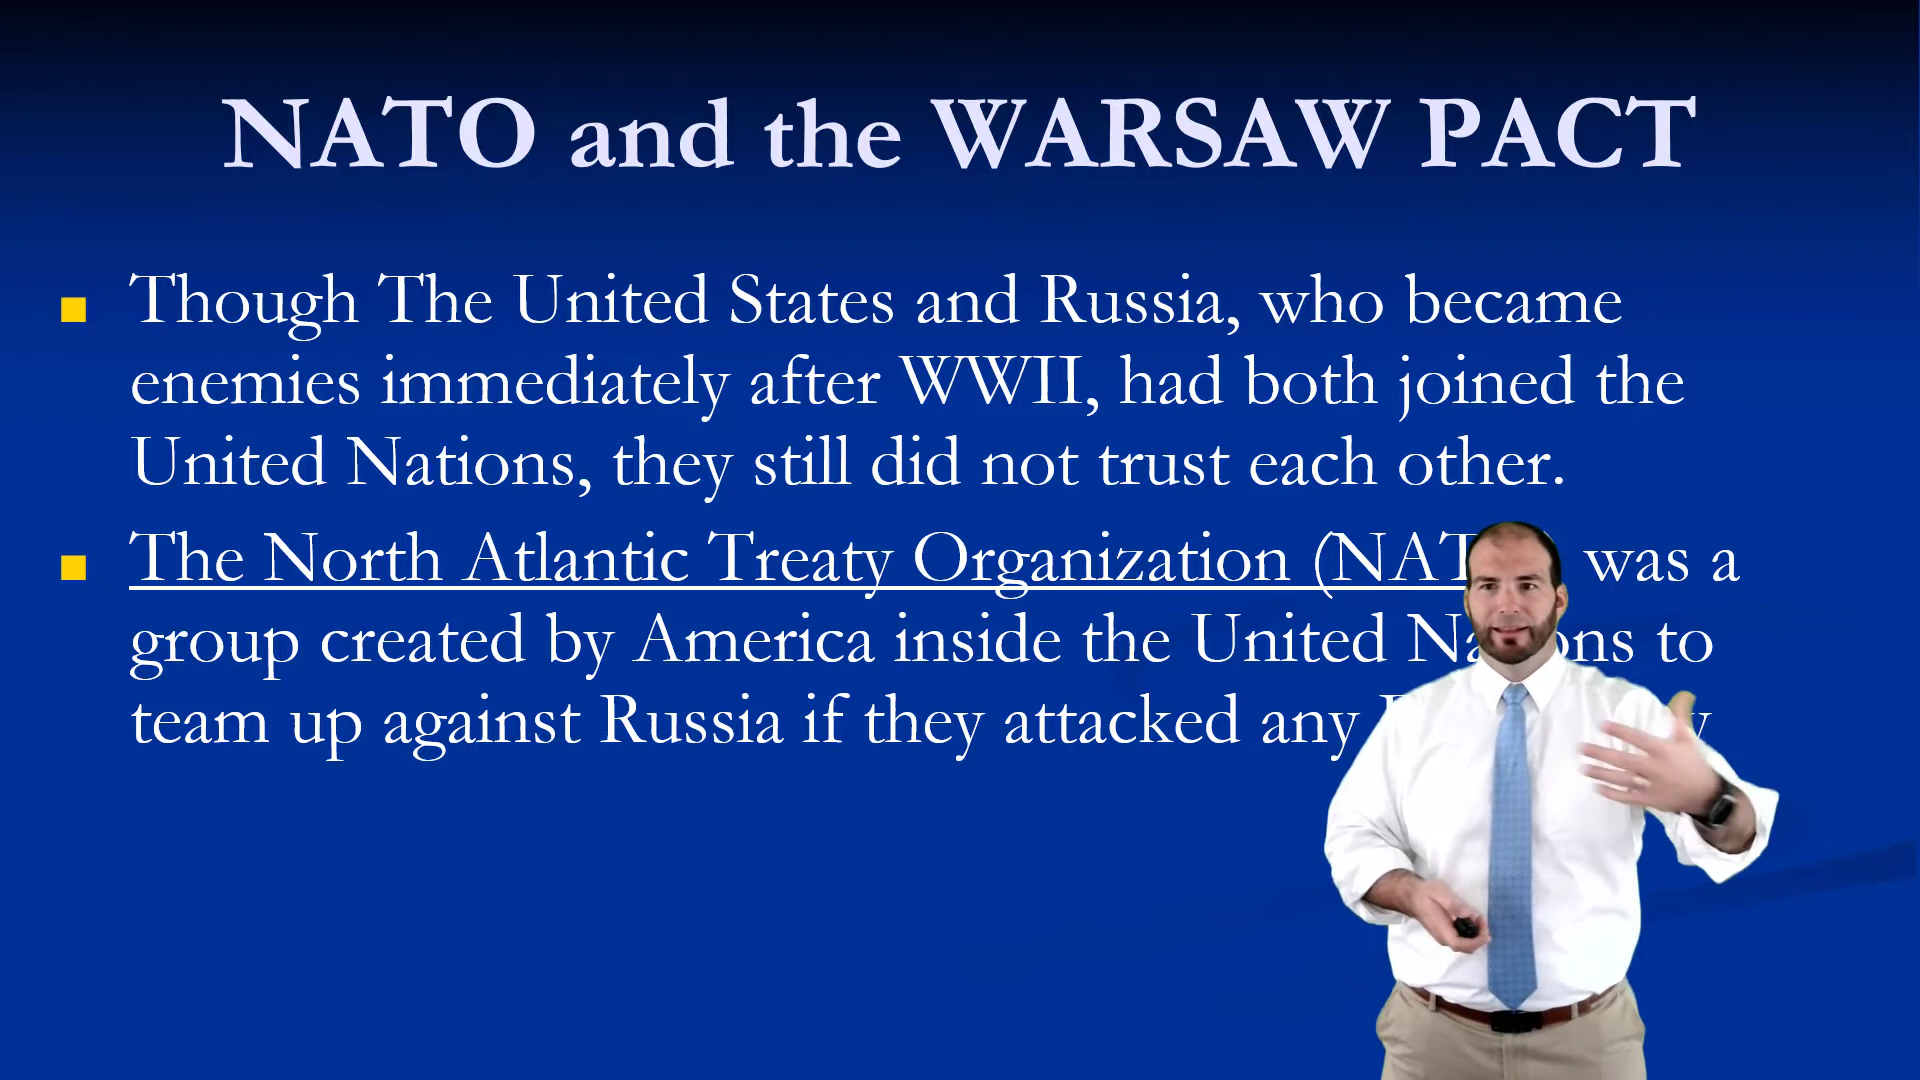 NATO and the WARSAW PACT
Though The United States and Russia, who became
enemies immediately after WWII, had both joined the
United Nations, they still did not trust each other.
The North Atlantic Treaty Organization (NAT was a
group created by America inside the United Nations to
team up against Russia if they attacked any